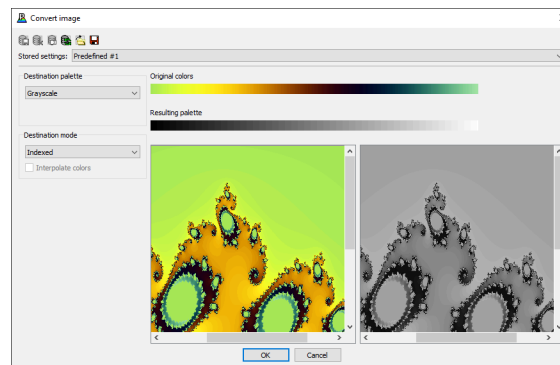 Convert image
Stored settings: Predefined #1
Destination palette
Grayscale
Original colors
Resulting palette
Destination mode
Indexed
Interpolate colors
OK
Cancel